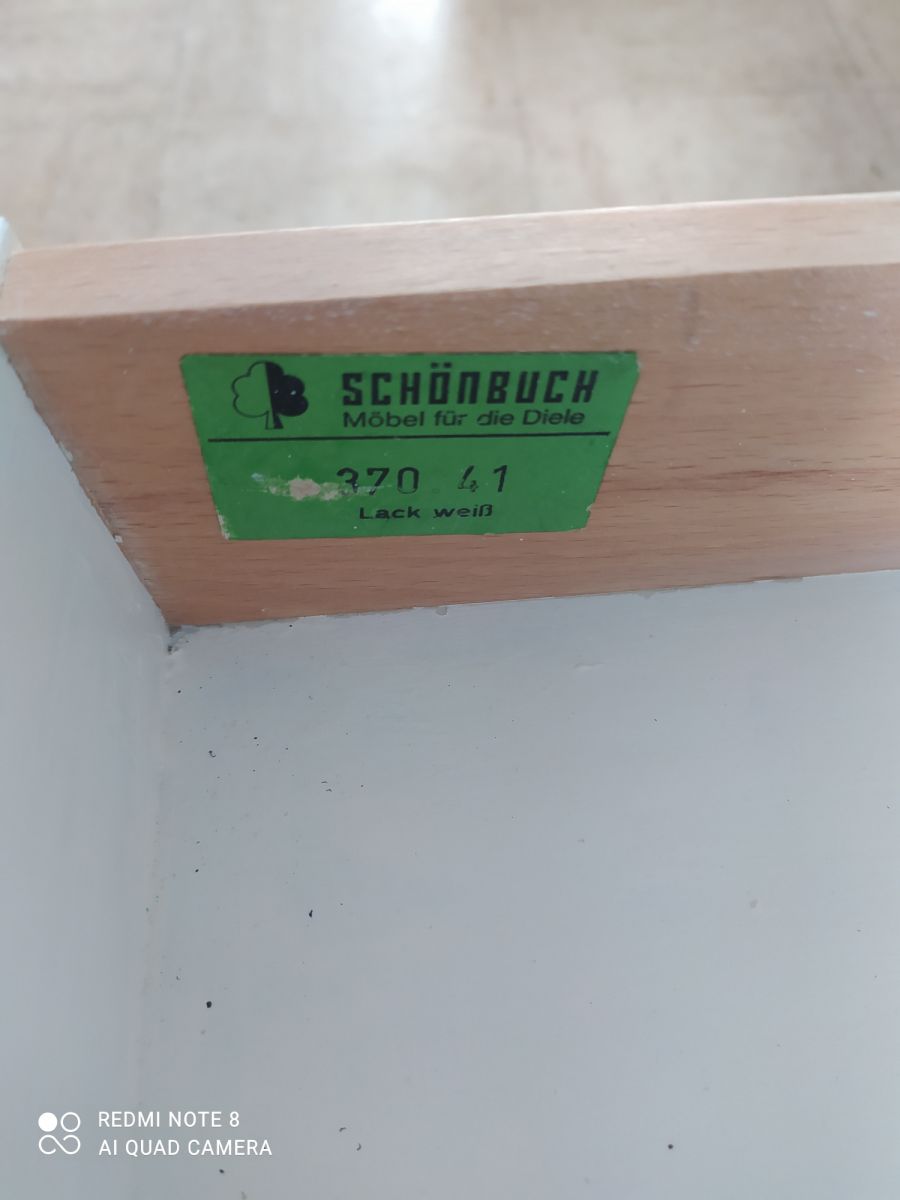 SCHÖNBUCH
Möbel für die Diele
370.41
Lack weiß
REDMI NOTE 8
AI QUAD CAMERA